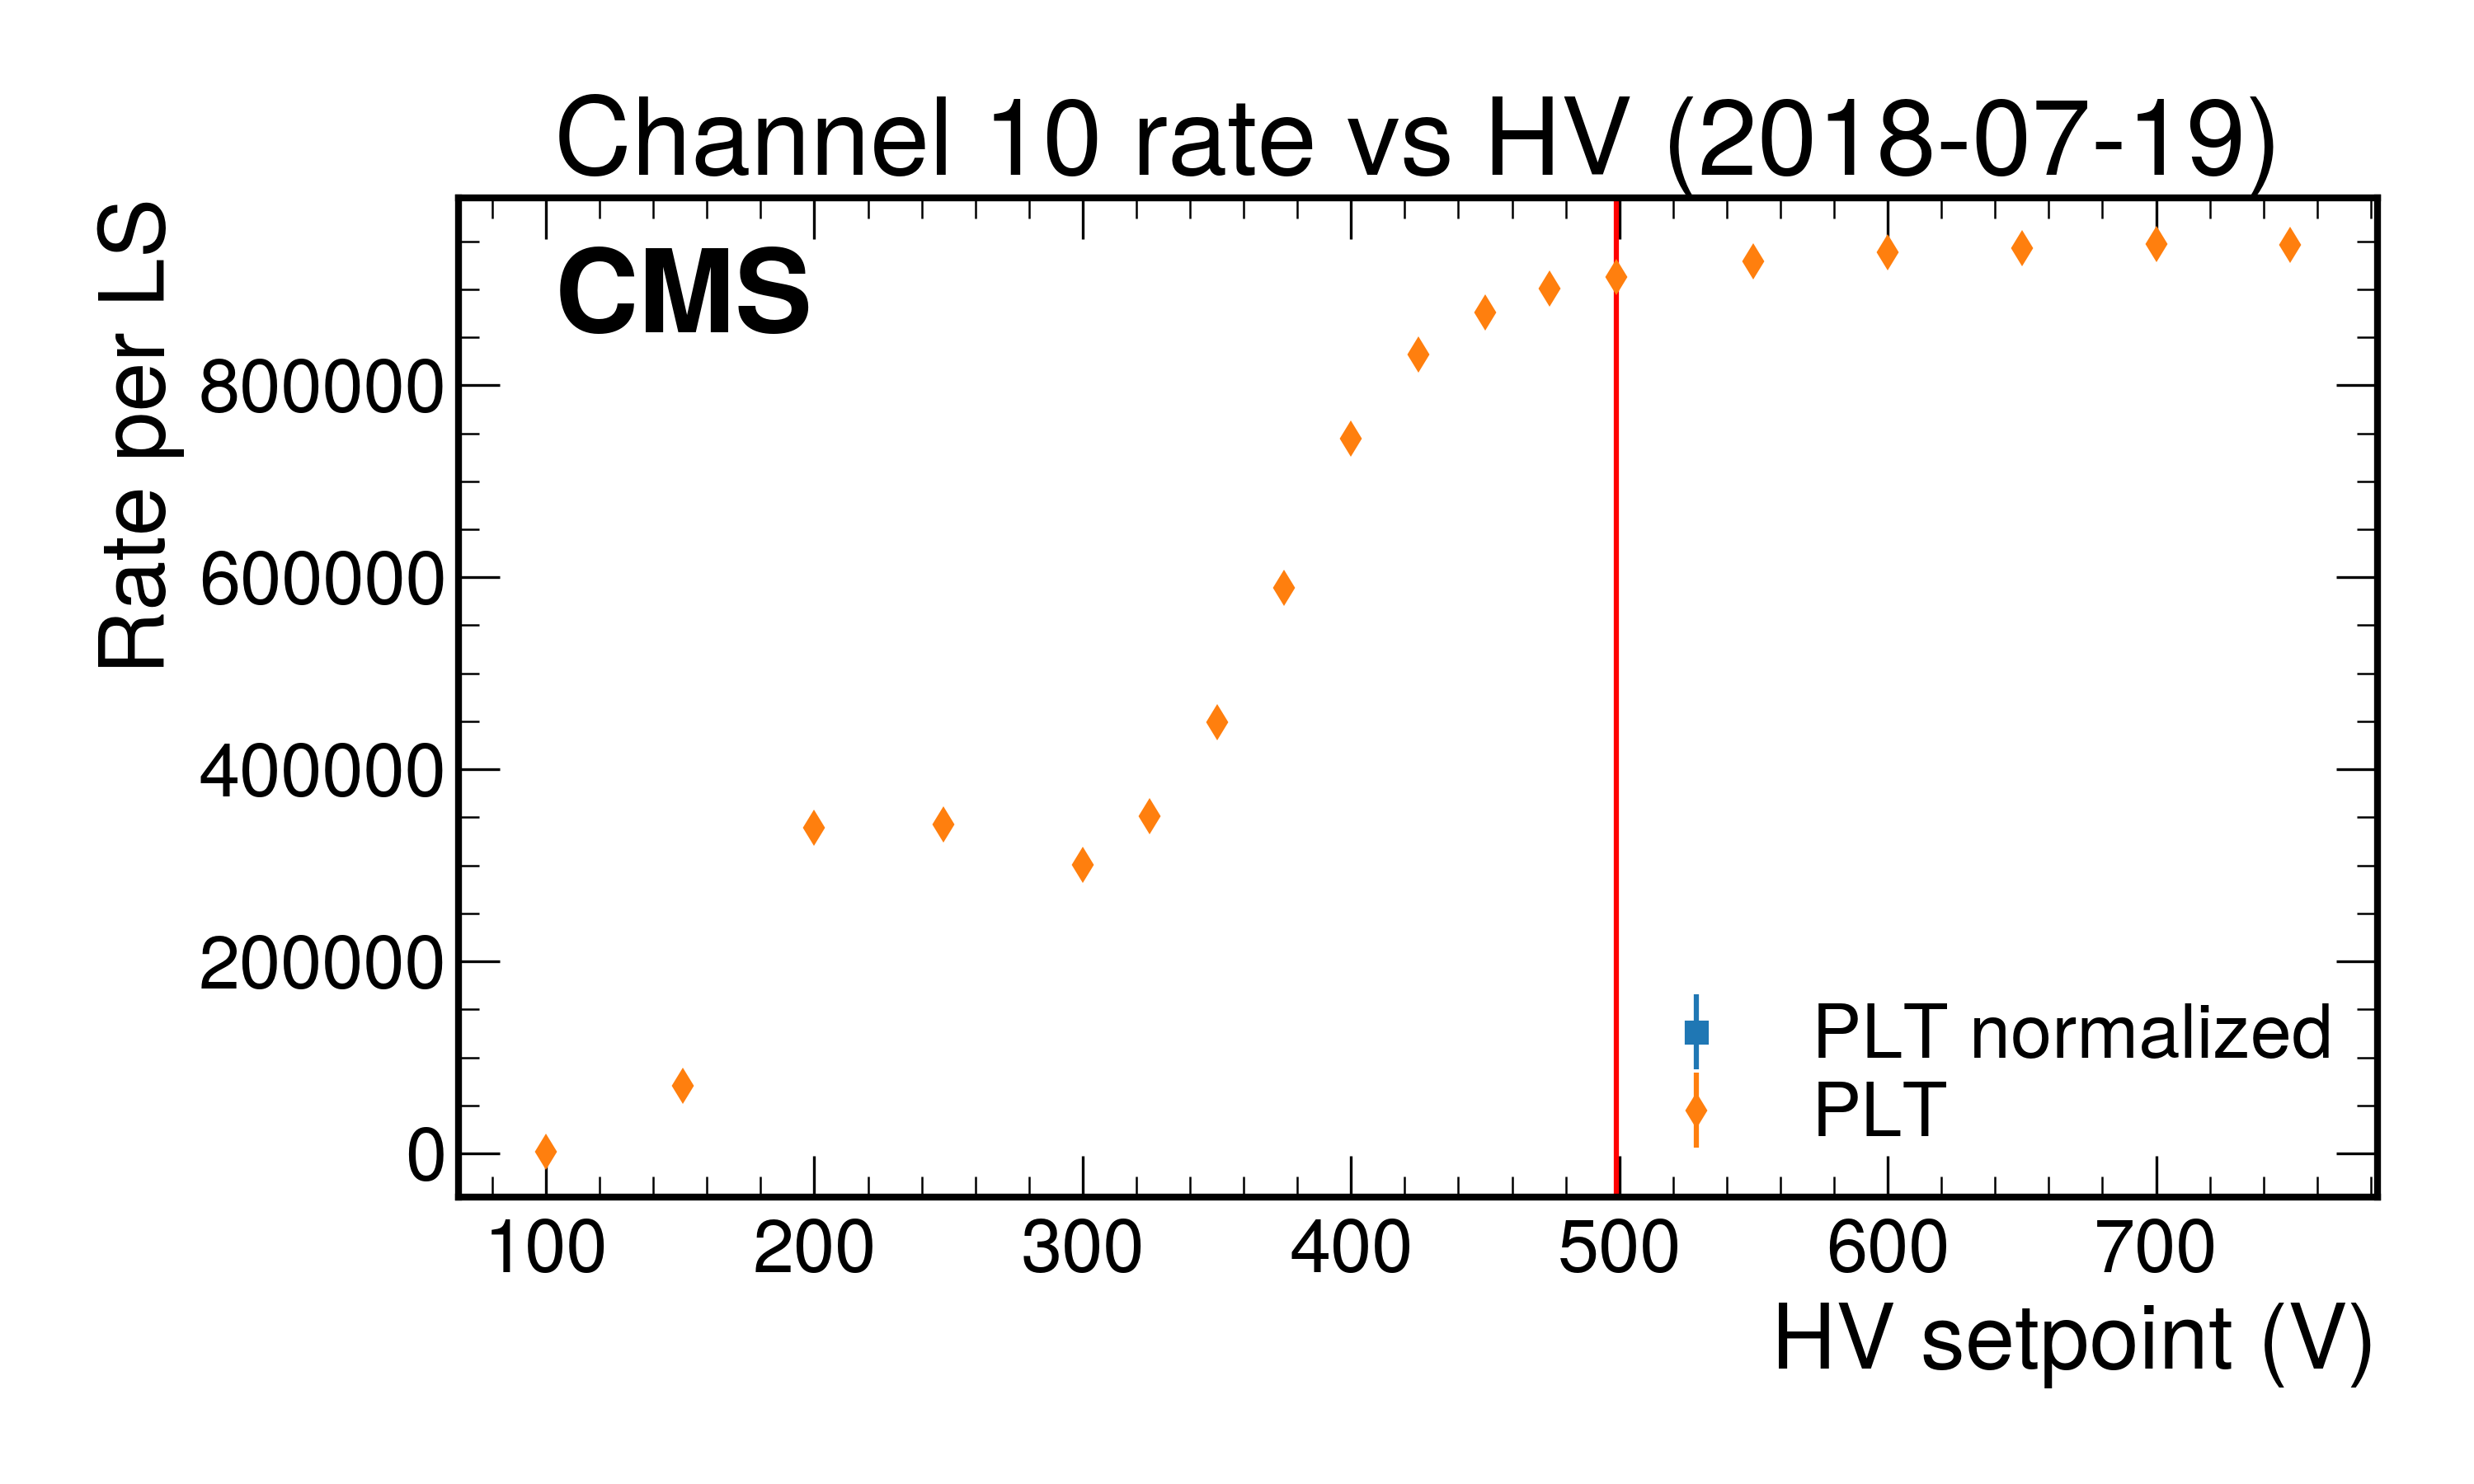 Channel 10 rate vs HV (2018-07-19)
CMS
Rate per LS
800000
600000
400000
200000
0
PLT normalized
PLT
100 200 300 400 500 600 700
HV setpoint (V)